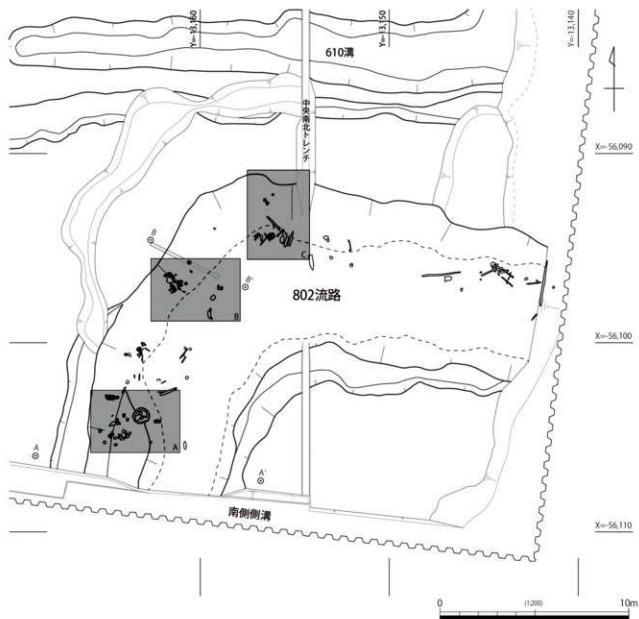 Y=-13,160
Y=-13,150
Y=-13,140
610溝
中央南北トレンチ
X=-56,090
B
C
B'
802流路
B
X=-56,100
A
A
A'
南側側溝
X=-56,110
0
(1:200)
10m